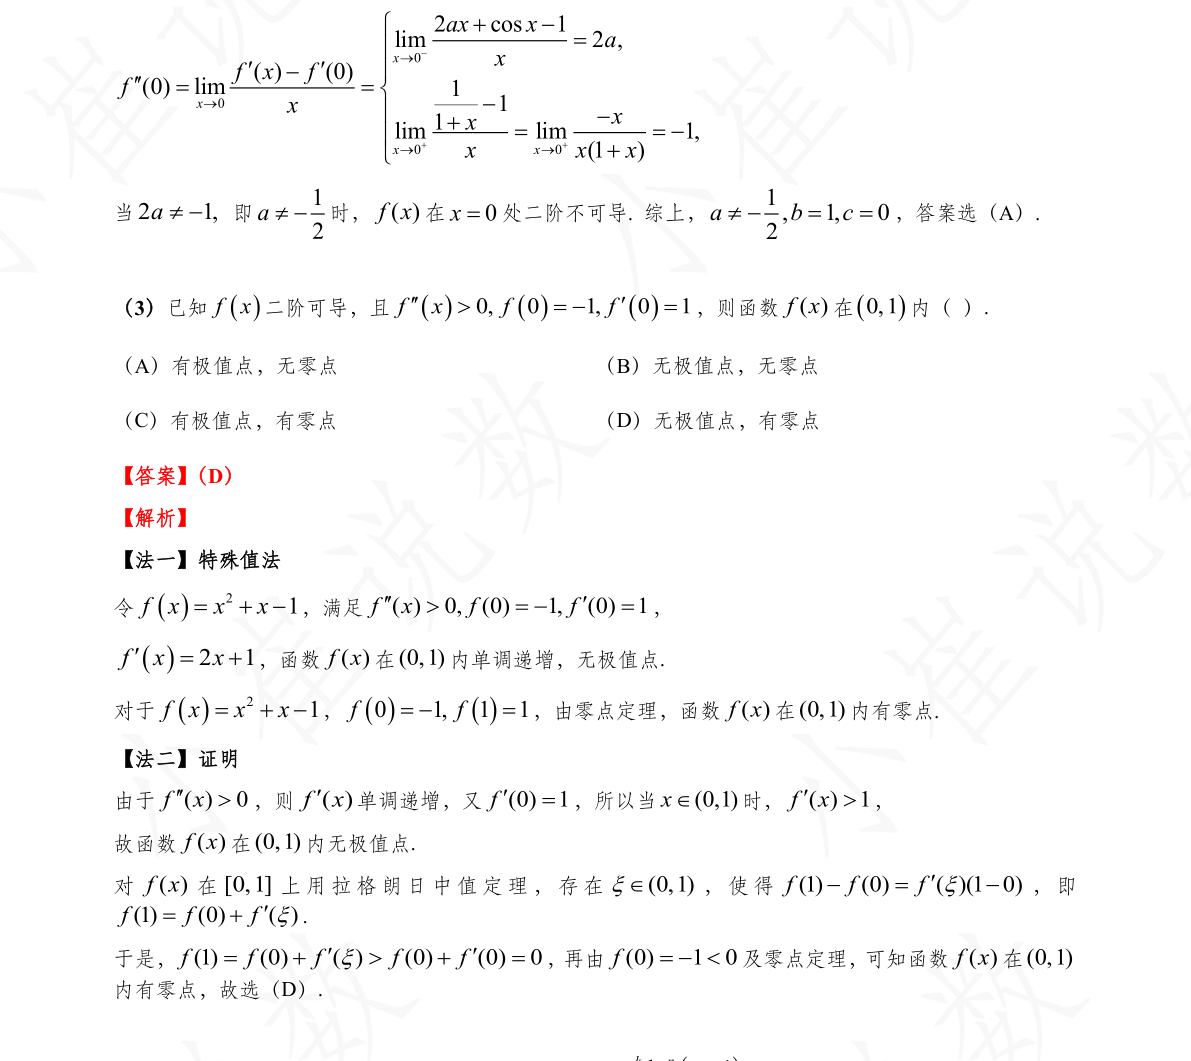 f″(0) = lim_{x→0} (f′(x) − f′(0))/x = { lim_{x→0⁻} (2ax + cos x − 1)/x = 2a,
lim_{x→0⁺} (1/(1+x) − 1)/x = lim_{x→0⁺} −x/(x(1+x)) = −1,
当 2a ≠ −1, 即 a ≠ −1/2 时，f(x) 在 x = 0 处二阶不可导. 综上，a ≠ −1/2, b = 1, c = 0，答案选（A）.
（3）已知 f(x) 二阶可导，且 f″(x) > 0, f(0) = −1, f′(0) = 1，则函数 f(x) 在 (0,1) 内（ ）.
（A）有极值点，无零点 （B）无极值点，无零点
（C）有极值点，有零点 （D）无极值点，有零点
【答案】（D）
【解析】
【法一】特殊值法
令 f(x) = x² + x − 1，满足 f″(x) > 0, f(0) = −1, f′(0) = 1，
f′(x) = 2x + 1，函数 f(x) 在 (0,1) 内单调递增，无极值点.
对于 f(x) = x² + x − 1，f(0) = −1, f(1) = 1，由零点定理，函数 f(x) 在 (0,1) 内有零点.
【法二】证明
由于 f″(x) > 0，则 f′(x) 单调递增，又 f′(0) = 1，所以当 x ∈ (0,1) 时，f′(x) > 1，
故函数 f(x) 在 (0,1) 内无极值点.
对 f(x) 在 [0,1] 上用拉格朗日中值定理，存在 ξ ∈ (0,1)，使得 f(1) − f(0) = f′(ξ)(1 − 0)，即
f(1) = f(0) + f′(ξ).
于是，f(1) = f(0) + f′(ξ) > f(0) + f′(0) = 0，再由 f(0) = −1 < 0 及零点定理，可知函数 f(x) 在 (0,1)
内有零点，故选（D）.
小崔说数